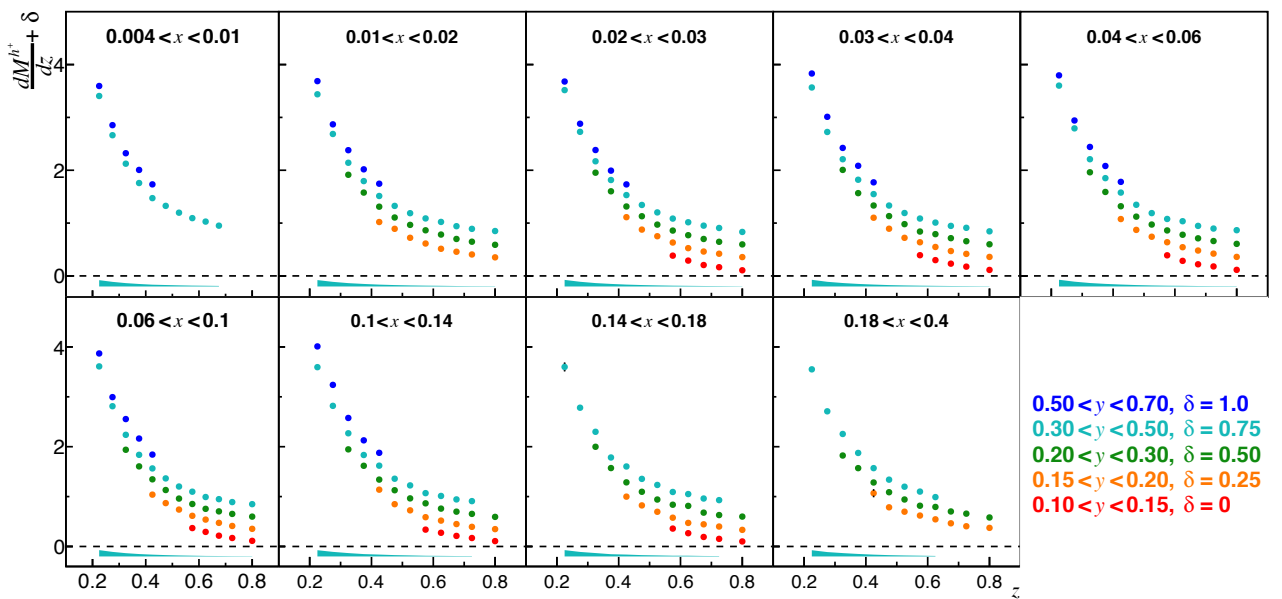 dM^{h^+}/dz + δ
0.004 < x < 0.01
0.01 < x < 0.02
0.02 < x < 0.03
0.03 < x < 0.04
0.04 < x < 0.06
4
2
0
0.06 < x < 0.1
0.1 < x < 0.14
0.14 < x < 0.18
0.18 < x < 0.4
4
2
0
0.50 < y < 0.70, δ = 1.0
0.30 < y < 0.50, δ = 0.75
0.20 < y < 0.30, δ = 0.50
0.15 < y < 0.20, δ = 0.25
0.10 < y < 0.15, δ = 0
0.2 0.4 0.6 0.8
0.2 0.4 0.6 0.8
0.2 0.4 0.6 0.8
0.2 0.4 0.6 0.8
z